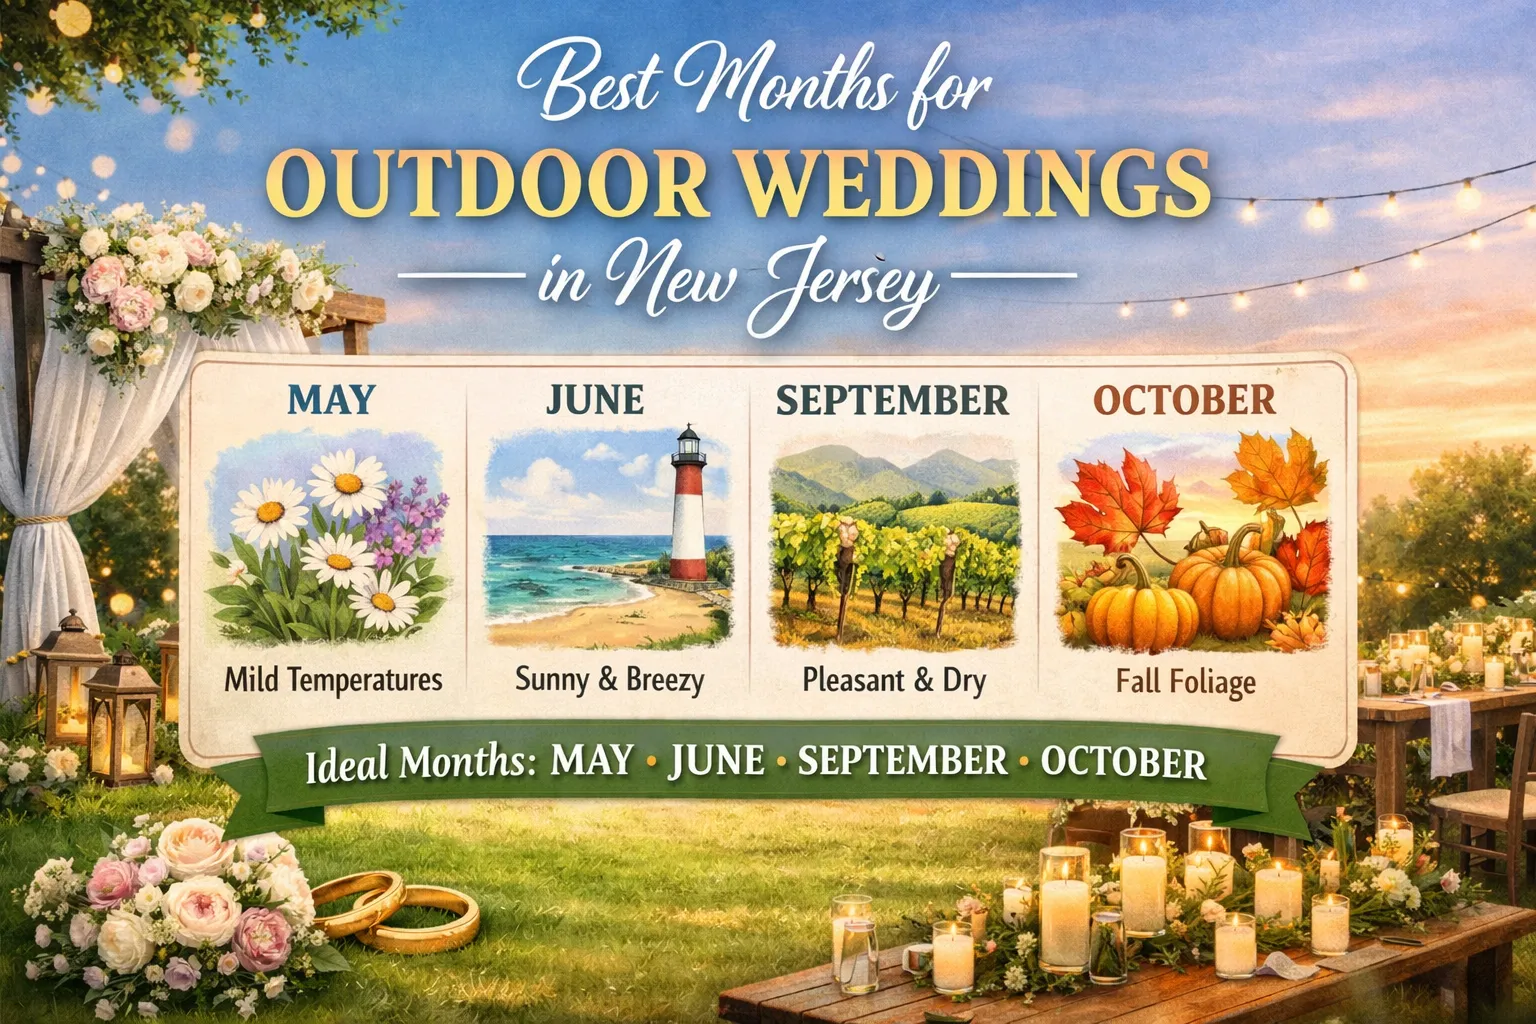 Best Months for
OUTDOOR WEDDINGS
in New Jersey
MAY
JUNE
SEPTEMBER
OCTOBER
Mild Temperatures
Sunny & Breezy
Pleasant & Dry
Fall Foliage
Ideal Months: MAY • JUNE • SEPTEMBER • OCTOBER